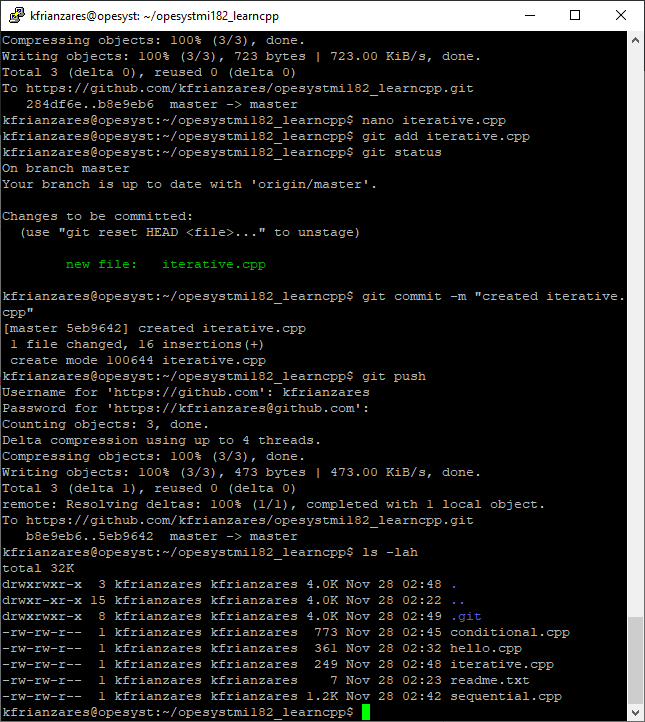 kfrianzares@opesyst: ~/opesystmi182_learncpp
Compressing objects: 100% (3/3), done.
Writing objects: 100% (3/3), 723 bytes | 723.00 KiB/s, done.
Total 3 (delta 0), reused 0 (delta 0)
To https://github.com/kfrianzares/opesystmi182_learncpp.git
   284df6e..b8e9eb6  master -> master
kfrianzares@opesyst:~/opesystmi182_learncpp$ nano iterative.cpp
kfrianzares@opesyst:~/opesystmi182_learncpp$ git add iterative.cpp
kfrianzares@opesyst:~/opesystmi182_learncpp$ git status
On branch master
Your branch is up to date with 'origin/master'.
Changes to be committed:
  (use "git reset HEAD <file>..." to unstage)
        new file:   iterative.cpp
kfrianzares@opesyst:~/opesystmi182_learncpp$ git commit -m "created iterative.
cpp"
[master 5eb9642] created iterative.cpp
 1 file changed, 16 insertions(+)
 create mode 100644 iterative.cpp
kfrianzares@opesyst:~/opesystmi182_learncpp$ git push
Username for 'https://github.com': kfrianzares
Password for 'https://kfrianzares@github.com':
Counting objects: 3, done.
Delta compression using up to 4 threads.
Compressing objects: 100% (3/3), done.
Writing objects: 100% (3/3), 473 bytes | 473.00 KiB/s, done.
Total 3 (delta 1), reused 0 (delta 0)
remote: Resolving deltas: 100% (1/1), completed with 1 local object.
To https://github.com/kfrianzares/opesystmi182_learncpp.git
   b8e9eb6..5eb9642  master -> master
kfrianzares@opesyst:~/opesystmi182_learncpp$ ls -lah
total 32K
drwxrwxr-x  3 kfrianzares kfrianzares 4.0K Nov 28 02:48 .
drwxr-xr-x 15 kfrianzares kfrianzares 4.0K Nov 28 02:22 ..
drwxrwxr-x  8 kfrianzares kfrianzares 4.0K Nov 28 02:49 .git
-rw-rw-r--  1 kfrianzares kfrianzares  773 Nov 28 02:45 conditional.cpp
-rw-rw-r--  1 kfrianzares kfrianzares  361 Nov 28 02:32 hello.cpp
-rw-rw-r--  1 kfrianzares kfrianzares  249 Nov 28 02:48 iterative.cpp
-rw-rw-r--  1 kfrianzares kfrianzares    7 Nov 28 02:23 readme.txt
-rw-rw-r--  1 kfrianzares kfrianzares 1.2K Nov 28 02:42 sequential.cpp
kfrianzares@opesyst:~/opesystmi182_learncpp$